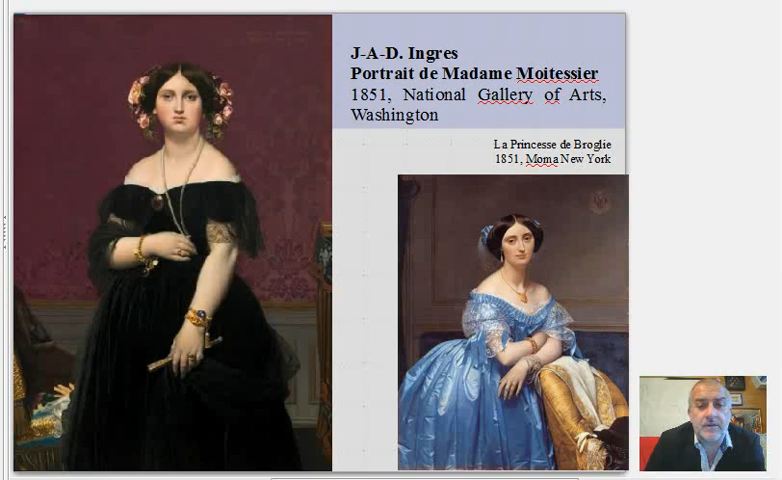 J-A-D. Ingres
Portrait de Madame Moitessier
1851, National Gallery of Arts,
Washington
La Princesse de Broglie
1851, Moma New York